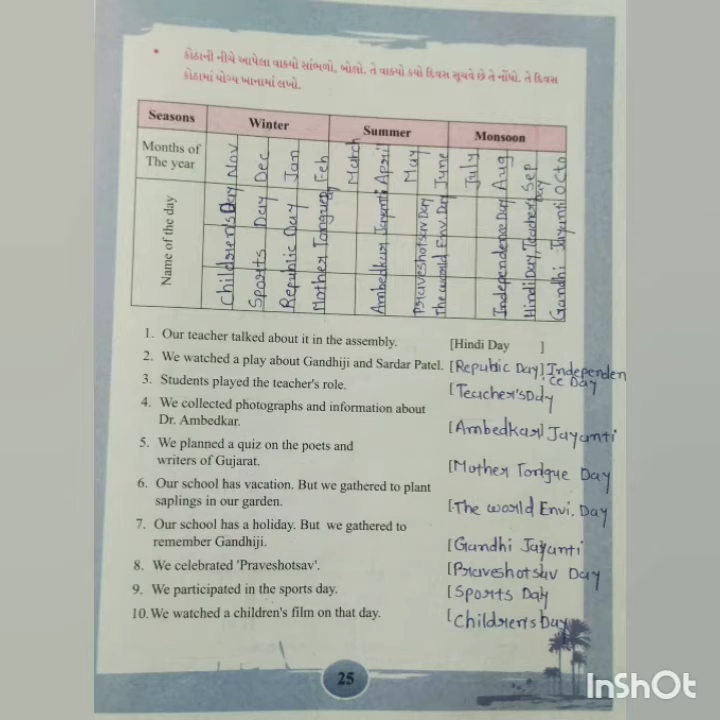 • કોઠાની નીચે આપેલા વાક્યો સાંભળો, બોલો. તે વાક્યો કયો દિવસ સૂચવે છે તે નોંધો. તે દિવસ
કોઠામાં યોગ્ય ખાનામાં લખો.
Seasons Winter Summer Monsoon
Months of The year Nov Dec Jan Feb March April May June July Aug Sep Octo
Name of the day
Children's Day
Sports Day
Republic Day
Mother Tongue Day
Ambedkar Jayanti
Praveshotsav Day
The world Env. Day
Independence Day
Hindi Day, Teacher's Day
Gandhi Jayanti
1. Our teacher talked about it in the assembly. [Hindi Day ]
2. We watched a play about Gandhiji and Sardar Patel. [Repubic Day] Independen
ce Day
3. Students played the teacher's role. [Teacher's Day
4. We collected photographs and information about
Dr. Ambedkar. [Ambedkar] Jayanti
5. We planned a quiz on the poets and
writers of Gujarat. [Mother Tongue Day
6. Our school has vacation. But we gathered to plant
saplings in our garden. [The world Envi. Day
7. Our school has a holiday. But we gathered to
remember Gandhiji. [Gandhi Jayanti
8. We celebrated 'Praveshotsav'. [Praveshotsav Day
9. We participated in the sports day. [Sports Day
10. We watched a children's film on that day. [Children's Day
25
InShOt